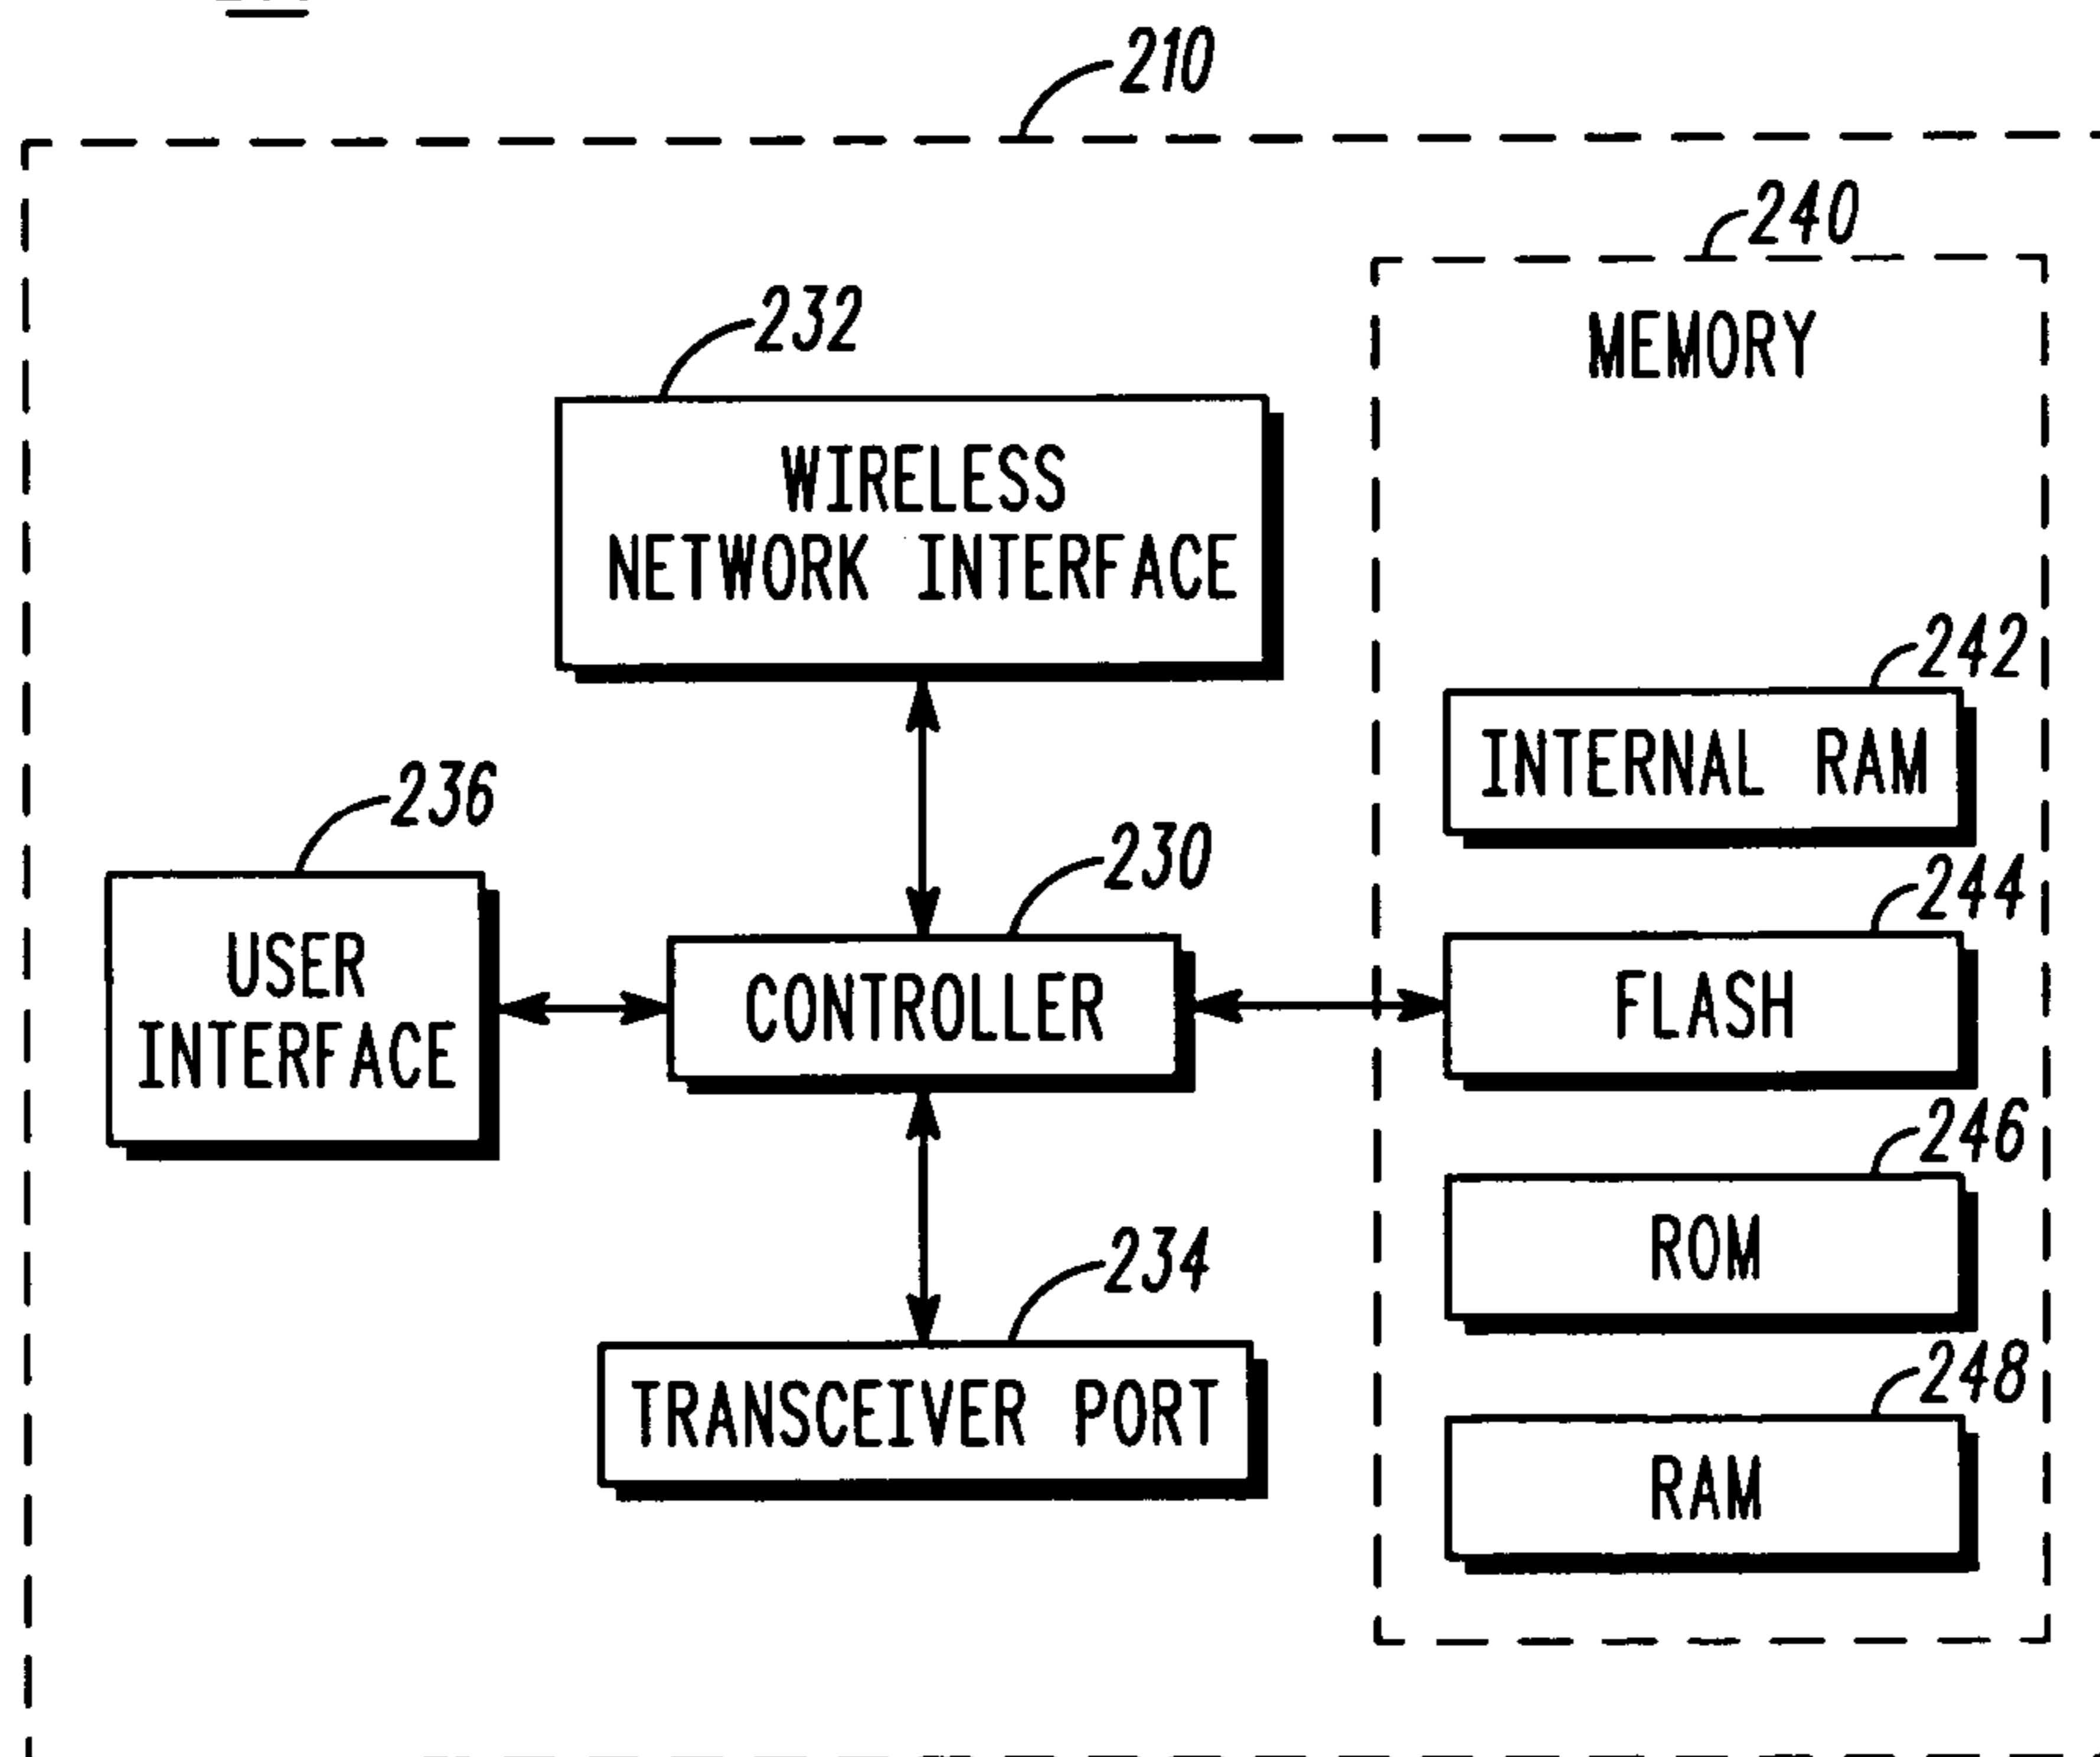 210
240
MEMORY
232
WIRELESS
NETWORK INTERFACE
242
INTERNAL RAM
236
USER
INTERFACE
230
CONTROLLER
244
FLASH
246
ROM
234
TRANSCEIVER PORT
248
RAM